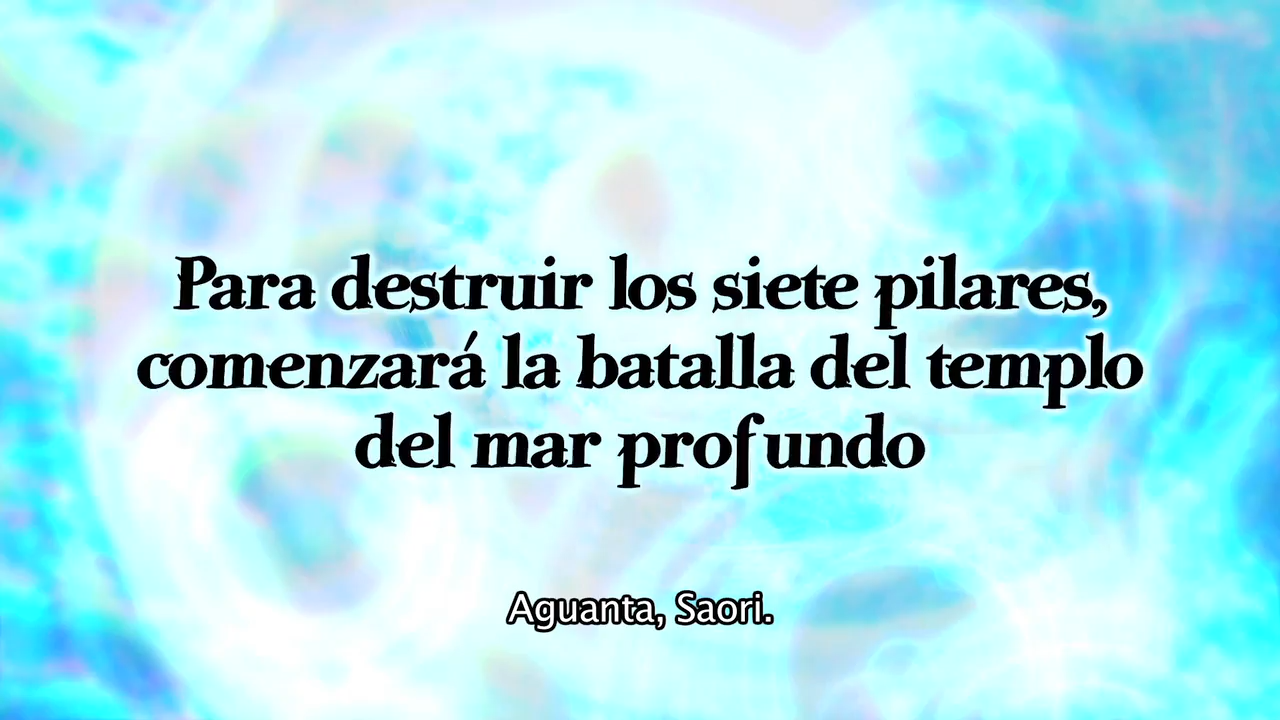 Para destruir los siete pilares,
comenzará la batalla del templo
del mar profundo
Aguanta, Saori.